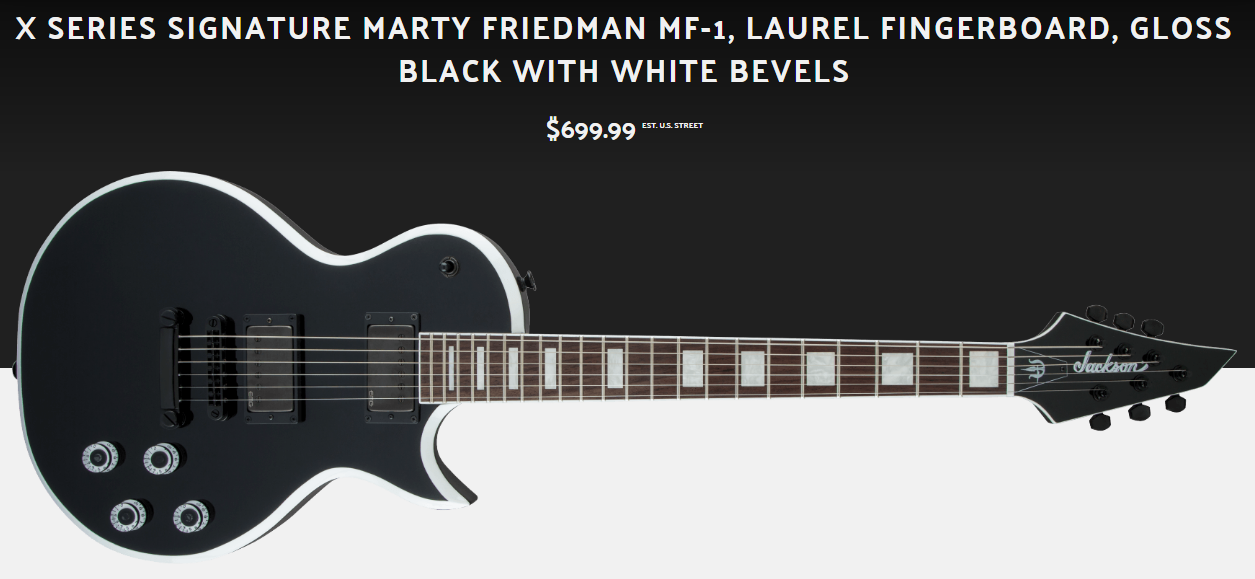 X SERIES SIGNATURE MARTY FRIEDMAN MF-1, LAUREL FINGERBOARD, GLOSS
BLACK WITH WHITE BEVELS
$699.99 EST. U.S. STREET
Jackson